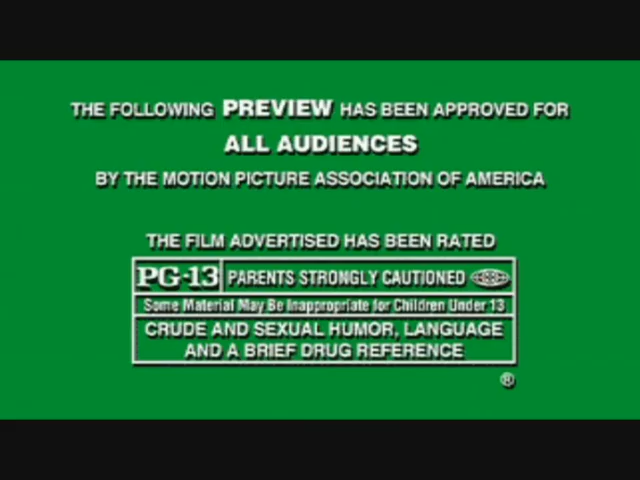 THE FOLLOWING PREVIEW HAS BEEN APPROVED FOR
ALL AUDIENCES
BY THE MOTION PICTURE ASSOCIATION OF AMERICA
THE FILM ADVERTISED HAS BEEN RATED
PG-13 PARENTS STRONGLY CAUTIONED
Some Material May Be Inappropriate for Children Under 13
CRUDE AND SEXUAL HUMOR, LANGUAGE
AND A BRIEF DRUG REFERENCE
®